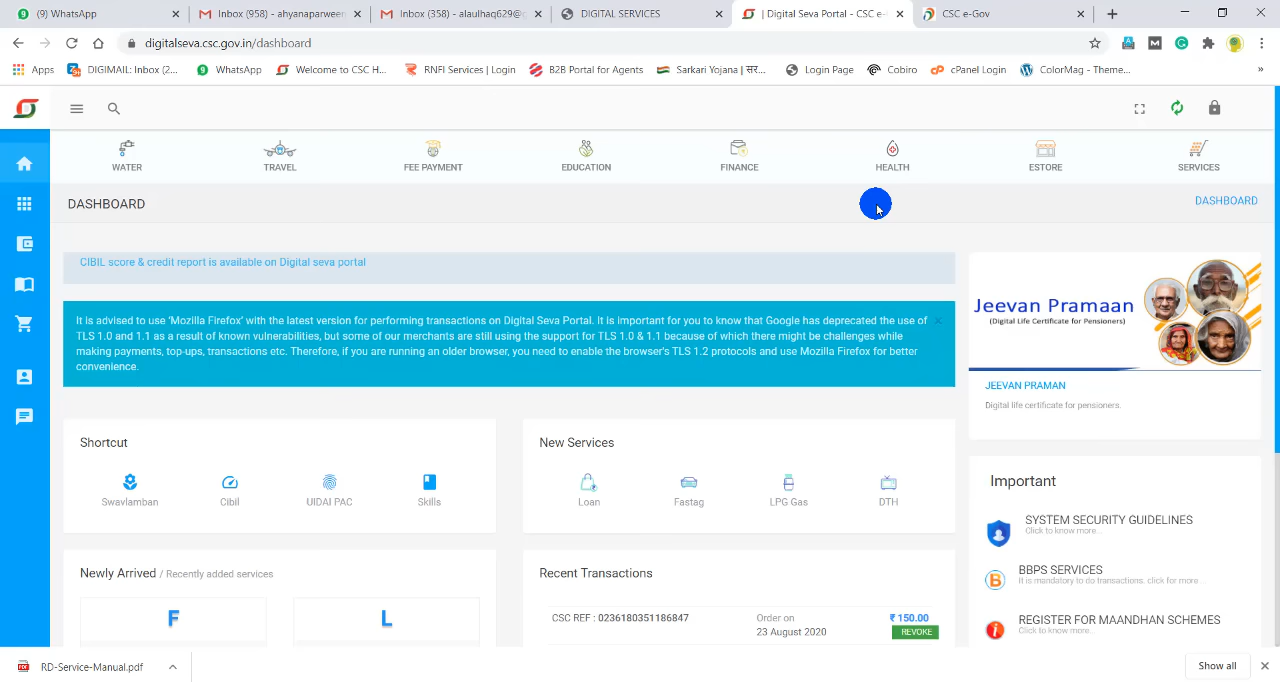 WhatsApp
Inbox (958) - ahyanaparween
Inbox (358) - alaulhaq629@
DIGITAL SERVICES
| Digital Seva Portal - CSC e-
CSC e-Gov
digitalseva.csc.gov.in/dashboard
Apps
DIGIMAIL: Inbox (2...
WhatsApp
Welcome to CSC H...
RNFI Services | Login
B2B Portal for Agents
Sarkari Yojana | सर...
Login Page
Cobiro
cPanel Login
ColorMag - Theme...
WATER
TRAVEL
FEE PAYMENT
EDUCATION
FINANCE
HEALTH
ESTORE
SERVICES
DASHBOARD
DASHBOARD
CIBIL score & credit report is available on Digital seva portal
It is advised to use 'Mozilla Firefox' with the latest version for performing transactions on Digital Seva Portal. It is important for you to know that Google has deprecated the use of
TLS 1.0 and 1.1 as a result of known vulnerabilities, but some of our merchants are still using the support for TLS 1.0 & 1.1 because of which there might be challenges while
making payments, top-ups, transactions etc. Therefore, if you are running an older browser, you need to enable the browser's TLS 1.2 protocols and use Mozilla Firefox for better
convenience.
Jeevan Pramaan
(Digital Life Certificate for Pensioners)
JEEVAN PRAMAN
Digital life certificate for pensioners.
Shortcut
Swavlamban
Cibil
UIDAI PAC
Skills
New Services
Loan
Fastag
LPG Gas
DTH
Important
SYSTEM SECURITY GUIDELINES
Click to know more...
BBPS SERVICES
It is mandatory to do transactions. click for more ..
REGISTER FOR MAANDHAN SCHEMES
Click to know more.
Newly Arrived / Recently added services
F
L
Recent Transactions
CSC REF : 0236180351186847
Order on
23 August 2020
₹ 150.00
REVOKE
RD-Service-Manual.pdf
Show all